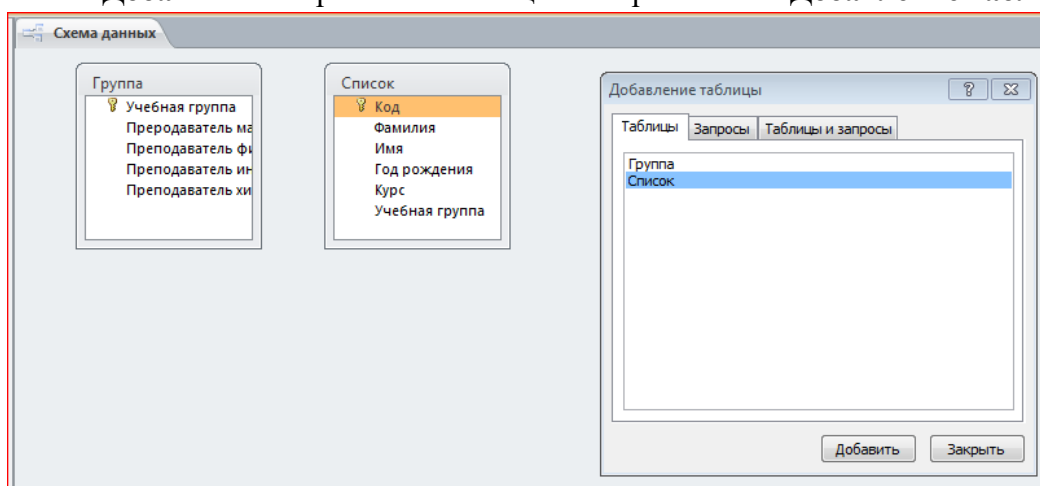 Схема данных
Группа
Учебная группа
Преродаватель ма
Преподаватель фи
Преподаватель ин
Преподаватель хи
Список
Код
Фамилия
Имя
Год рождения
Курс
Учебная группа
Добавление таблицы
Таблицы Запросы Таблицы и запросы
Группа
Список
Добавить Закрыть